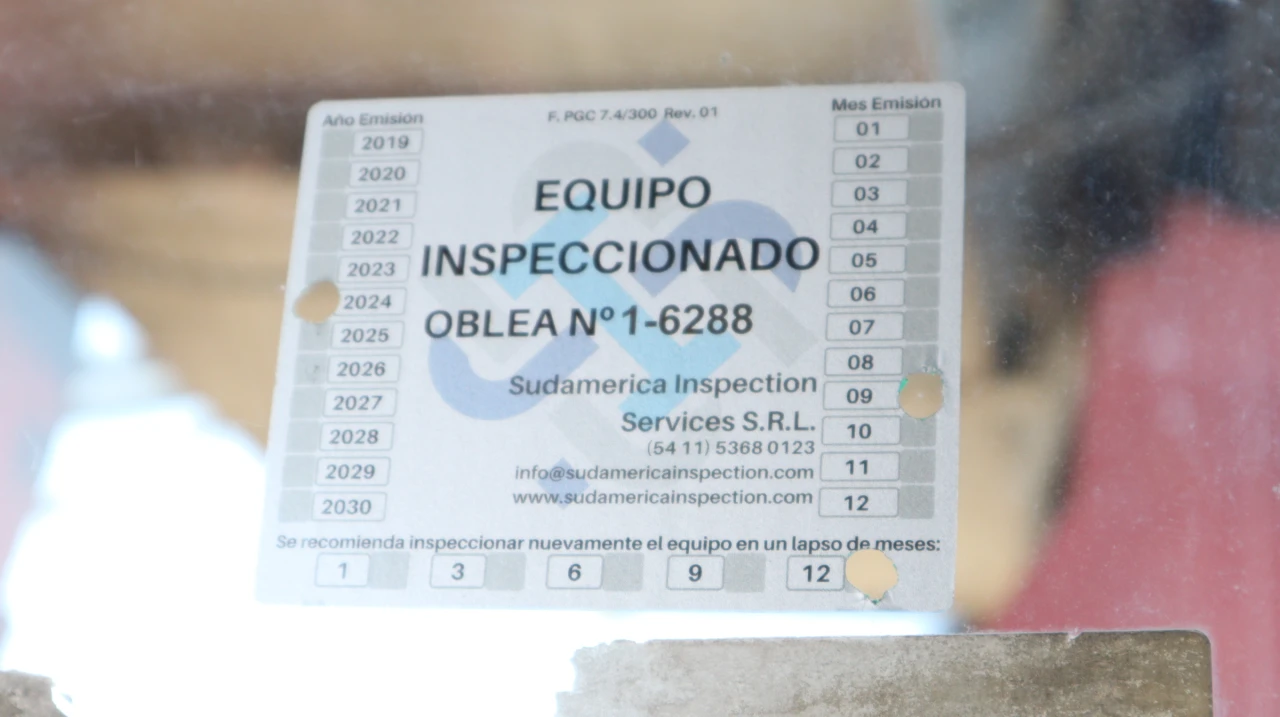 Año Emisión
F. PGC 7.4/300 Rev. 01
Mes Emisión
2019
2020
2021
2022
2023
2024
2025
2026
2027
2028
2029
2030
EQUIPO
INSPECCIONADO
OBLEA Nº 1-6288
Sudamerica Inspection
Services S.R.L.
(54 11) 5368 0123
info@sudamericainspection.com
www.sudamericainspection.com
01
02
03
04
05
06
07
08
09
10
11
12
Se recomienda inspeccionar nuevamente el equipo en un lapso de meses:
1 3 6 9 12